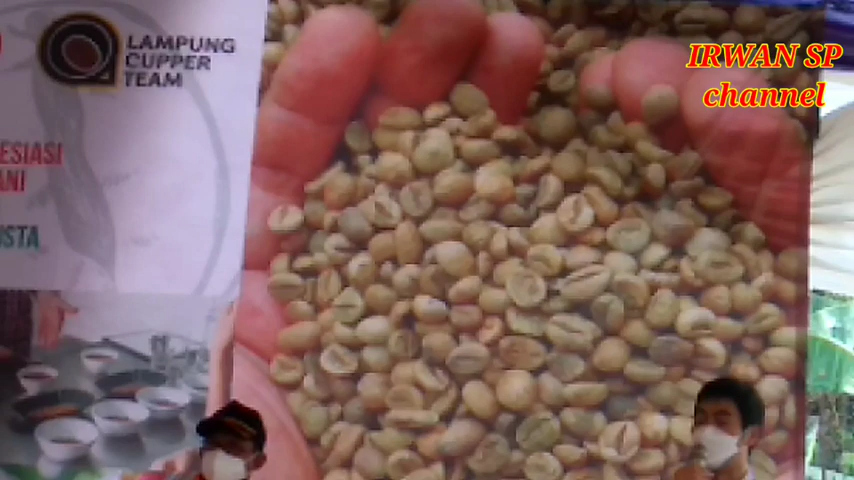 LAMPUNG
CUPPER
TEAM
IRWAN SP
channel
ESIASI
ANI
STA